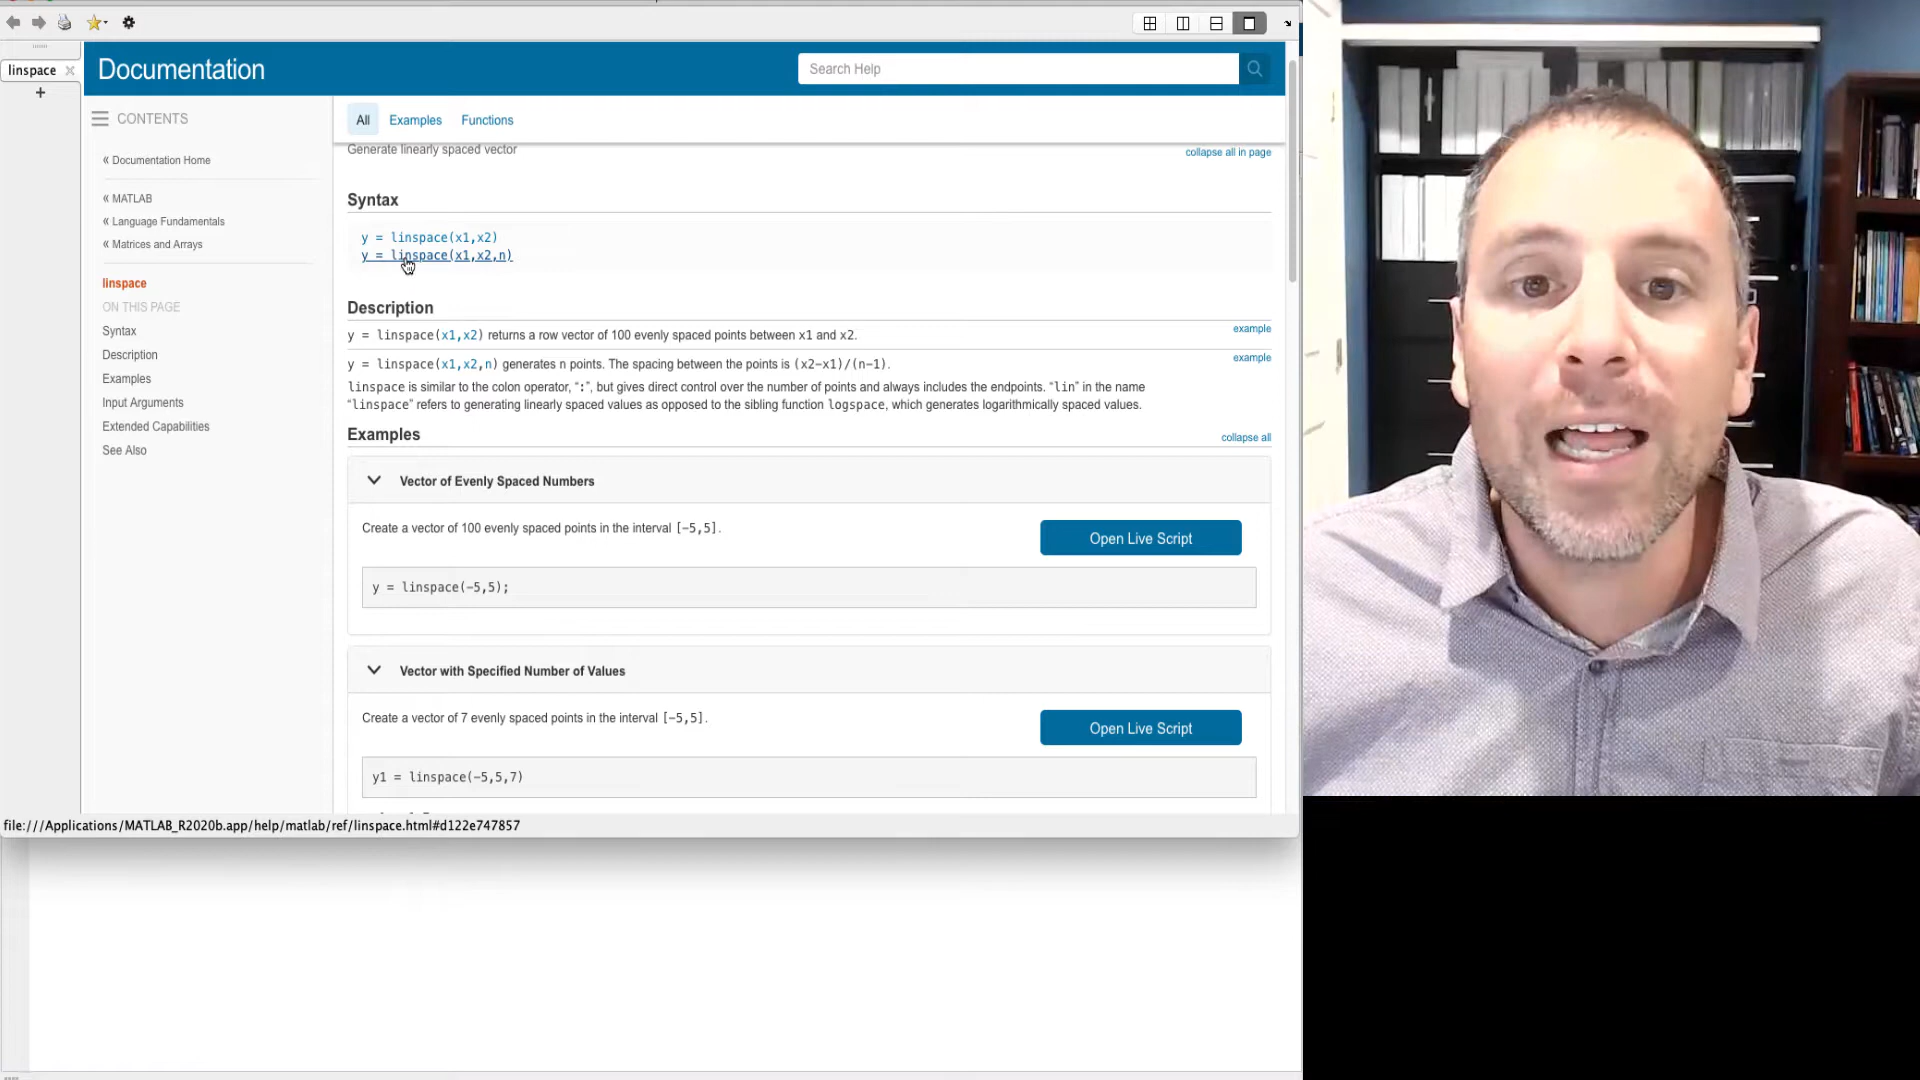 linspace
Documentation
Search Help
CONTENTS
All
Examples
Functions
« Documentation Home
« MATLAB
« Language Fundamentals
« Matrices and Arrays
linspace
ON THIS PAGE
Syntax
Description
Examples
Input Arguments
Extended Capabilities
See Also
Generate linearly spaced vector
collapse all in page
Syntax
y = linspace(x1,x2)
y = linspace(x1,x2,n)
Description
y = linspace(x1,x2) returns a row vector of 100 evenly spaced points between x1 and x2.
example
y = linspace(x1,x2,n) generates n points. The spacing between the points is (x2-x1)/(n-1).
example
linspace is similar to the colon operator, “:”, but gives direct control over the number of points and always includes the endpoints. “lin” in the name
“linspace” refers to generating linearly spaced values as opposed to the sibling function logspace, which generates logarithmically spaced values.
Examples
collapse all
Vector of Evenly Spaced Numbers
Create a vector of 100 evenly spaced points in the interval [-5,5].
Open Live Script
y = linspace(-5,5);
Vector with Specified Number of Values
Create a vector of 7 evenly spaced points in the interval [-5,5].
Open Live Script
y1 = linspace(-5,5,7)
file:///Applications/MATLAB_R2020b.app/help/matlab/ref/linspace.html#d122e747857